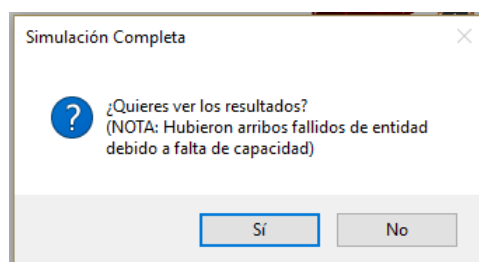 Simulación Completa
¿Quieres ver los resultados?
(NOTA: Hubieron arribos fallidos de entidad
debido a falta de capacidad)
Sí
No